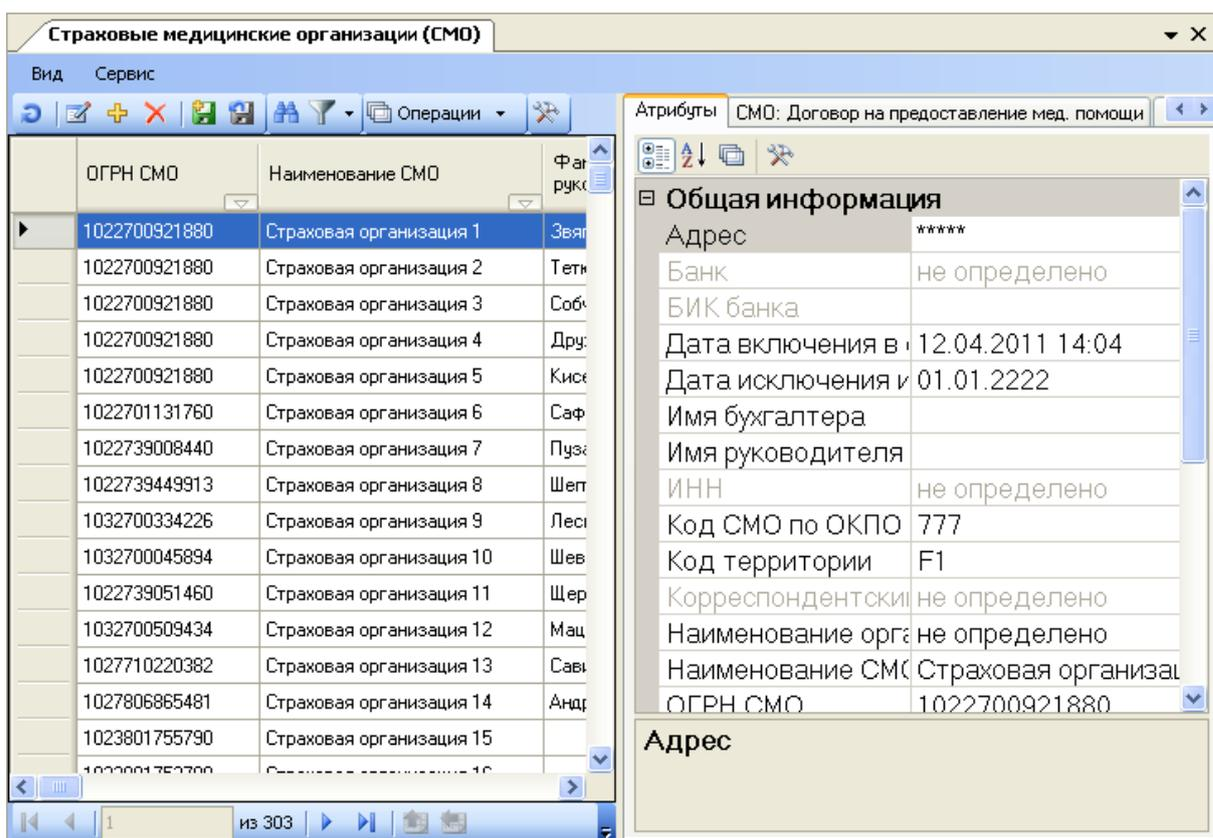 Страховые медицинские организации (СМО)
Вид Сервис
Операции
ОГРН СМО Наименование СМО
1022700921880 Страховая организация 1
1022700921880 Страховая организация 2
1022700921880 Страховая организация 3
1022700921880 Страховая организация 4
1022700921880 Страховая организация 5
1022701131760 Страховая организация 6
1022739008440 Страховая организация 7
1022739449913 Страховая организация 8
1032700334226 Страховая организация 9
1032700045894 Страховая организация 10
1022739051460 Страховая организация 11
1032700509434 Страховая организация 12
1027710220382 Страховая организация 13
1027806865481 Страховая организация 14
1023801755790 Страховая организация 15
1 из 303
Атрибуты СМО: Договор на предоставление мед. помощи
Общая информация
Адрес *****
Банк не определено
БИК банка
Дата включения в 12.04.2011 14:04
Дата исключения 01.01.2222
Имя бухгалтера
Имя руководителя
ИНН не определено
Код СМО по ОКПО 777
Код территории F1
Корреспондентски не определено
Наименование орга не определено
Наименование СМО Страховая организац
ОГРН СМО 1022700921880
Адрес